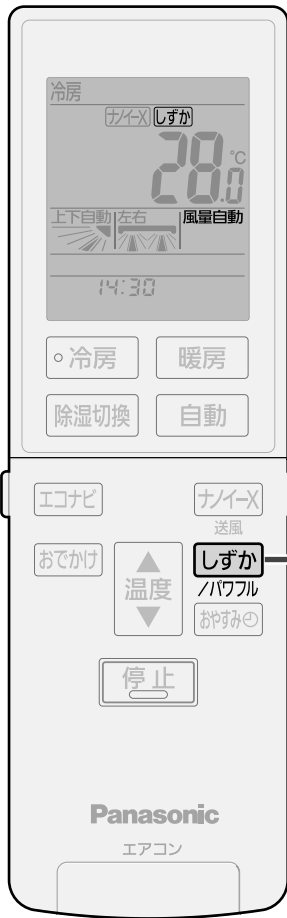 冷房
ナノイーX しずか
28.0℃
上下自動 左右 風量自動
14:30
冷房 暖房
除湿切換 自動
エコナビ ナノイーX
送風
おでかけ ▲ しずか
温度 /パワフル
▼ おやすみ
停止
Panasonic
エアコン